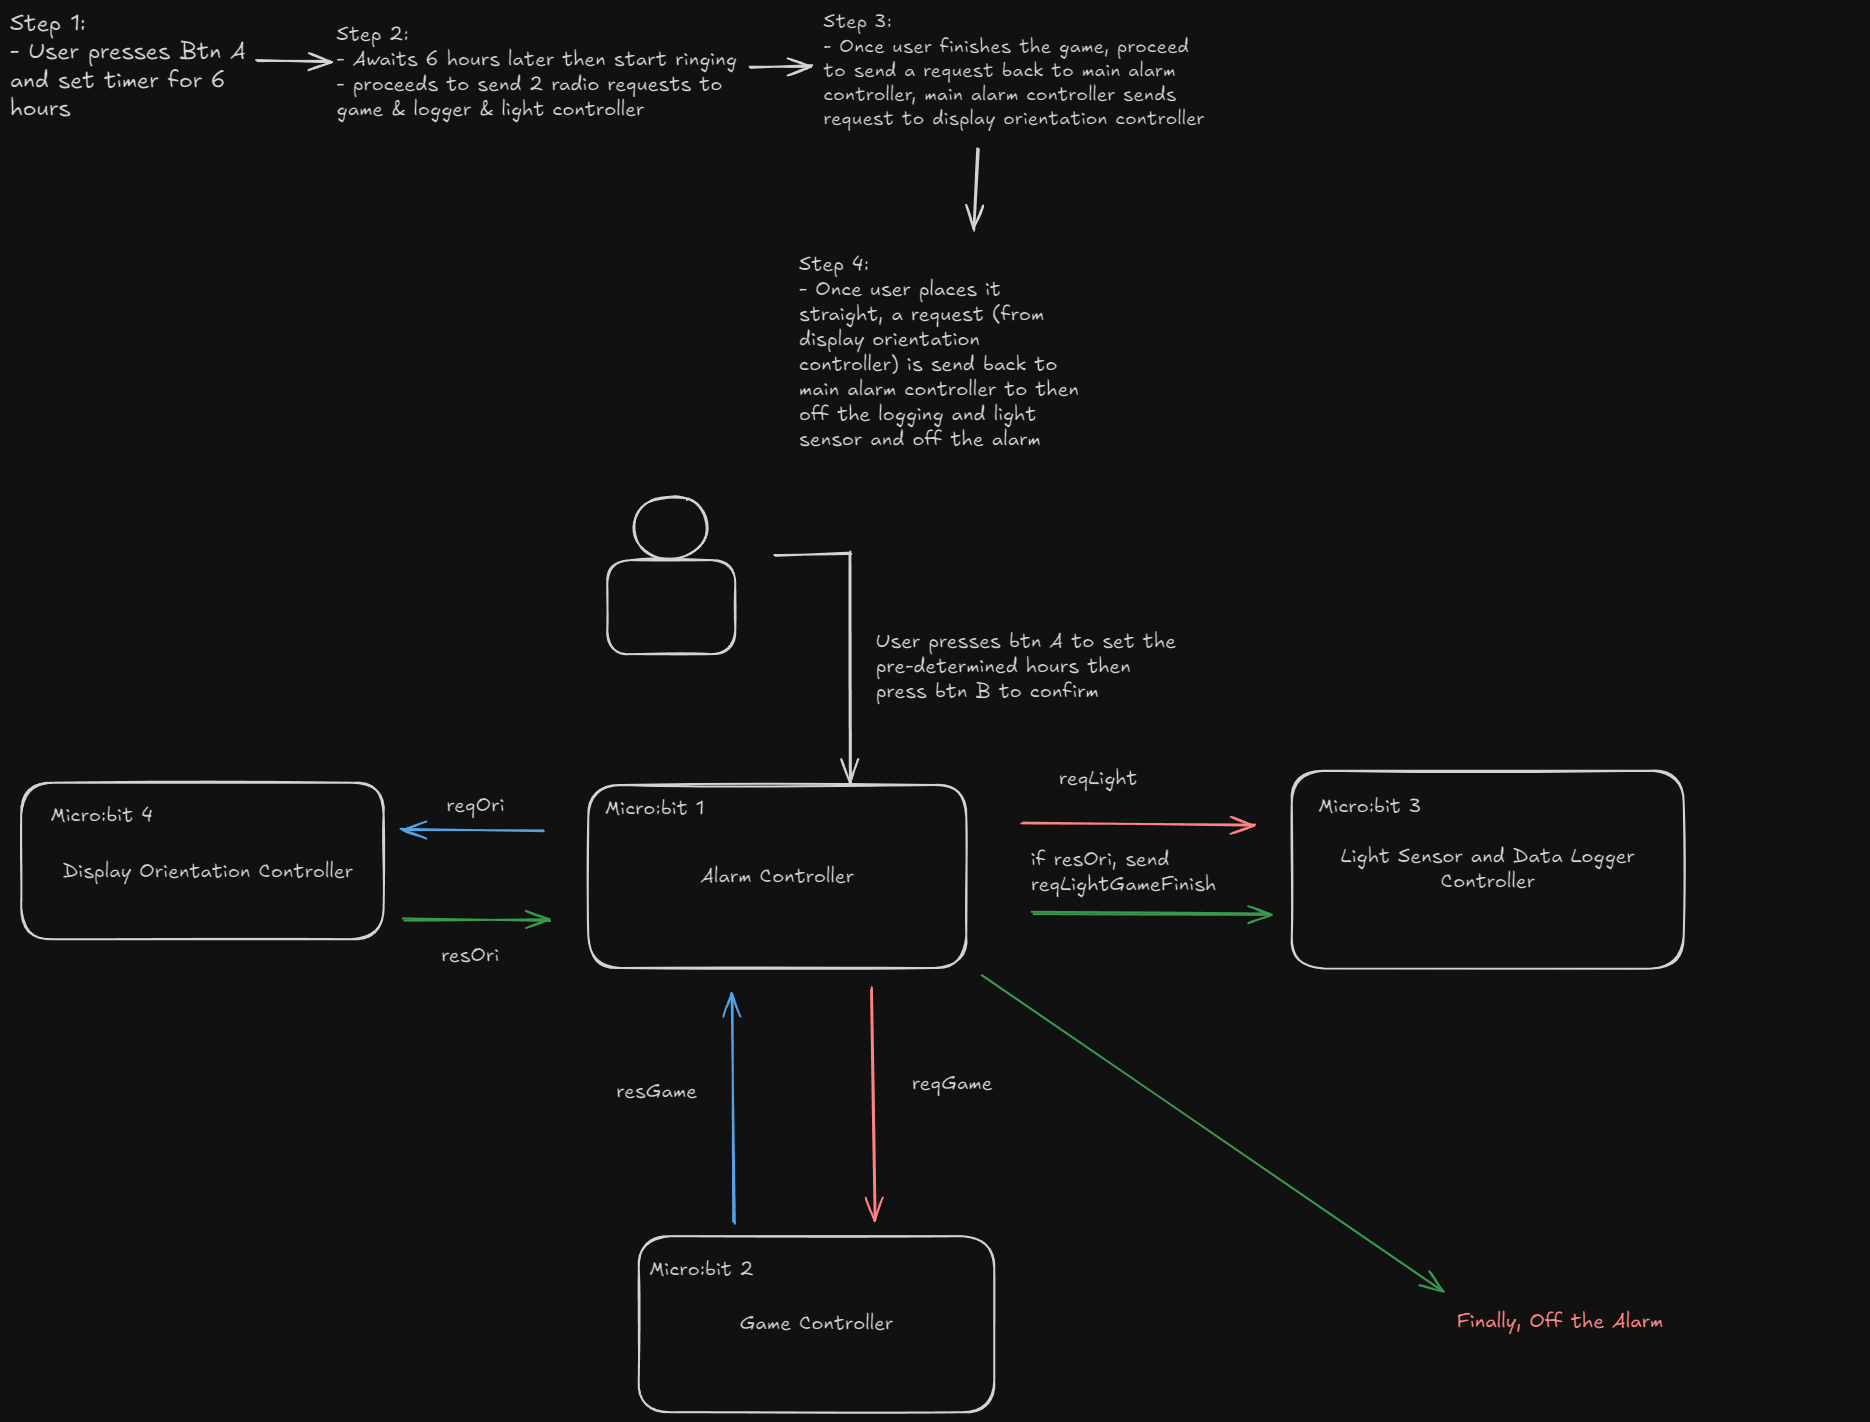 Step 1:
- User presses Btn A
and set timer for 6
hours
Step 2:
- Awaits 6 hours later then start ringing
- proceeds to send 2 radio requests to
game & logger & light controller
Step 3:
- Once user finishes the game, proceed
to send a request back to main alarm
controller, main alarm controller sends
request to display orientation controller
Step 4:
- Once user places it
straight, a request (from
display orientation
controller) is send back to
main alarm controller to then
off the logging and light
sensor and off the alarm
User presses btn A to set the
pre-determined hours then
press btn B to confirm
Micro:bit 4
Display Orientation Controller
reqOri
resOri
Micro:bit 1
Alarm Controller
reqLight
if resOri, send
reqLightGameFinish
Micro:bit 3
Light Sensor and Data Logger
Controller
resGame
reqGame
Micro:bit 2
Game Controller
Finally, Off the Alarm